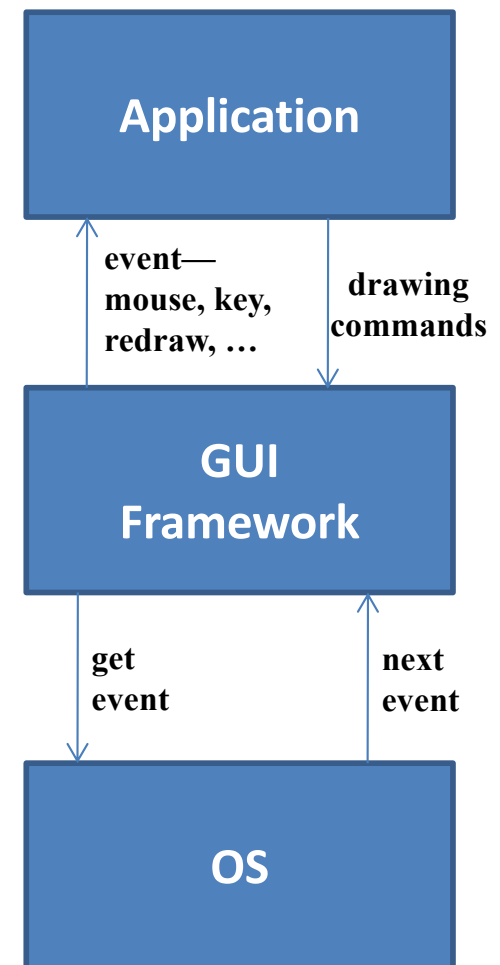 Application
event—
mouse, key,
redraw, …
drawing
commands
GUI
Framework
get
event
next
event
OS